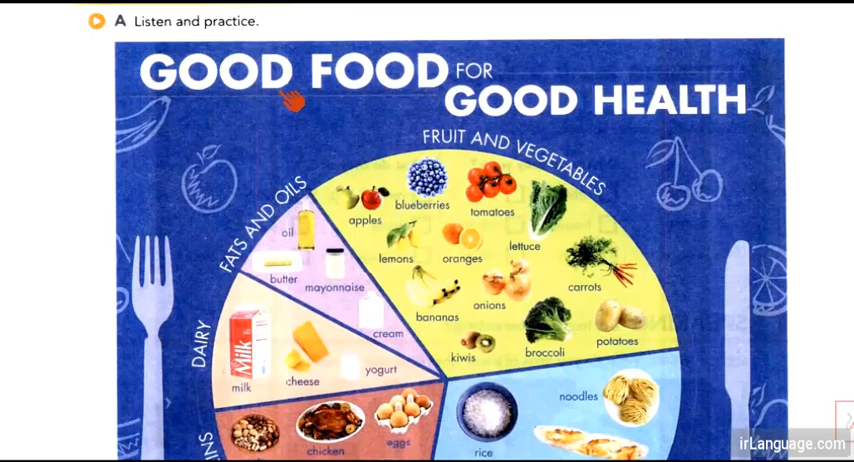 A Listen and practice.
GOOD FOOD FOR
GOOD HEALTH
FRUIT AND VEGETABLES
apples
blueberries
tomatoes
lettuce
lemons
oranges
carrots
bananas
onions
kiwis
broccoli
potatoes
FATS AND OILS
oil
butter
mayonnaise
cream
DAIRY
Milk
milk
cheese
yogurt
INS
chicken
eggs
rice
noodles
irLanguage.com